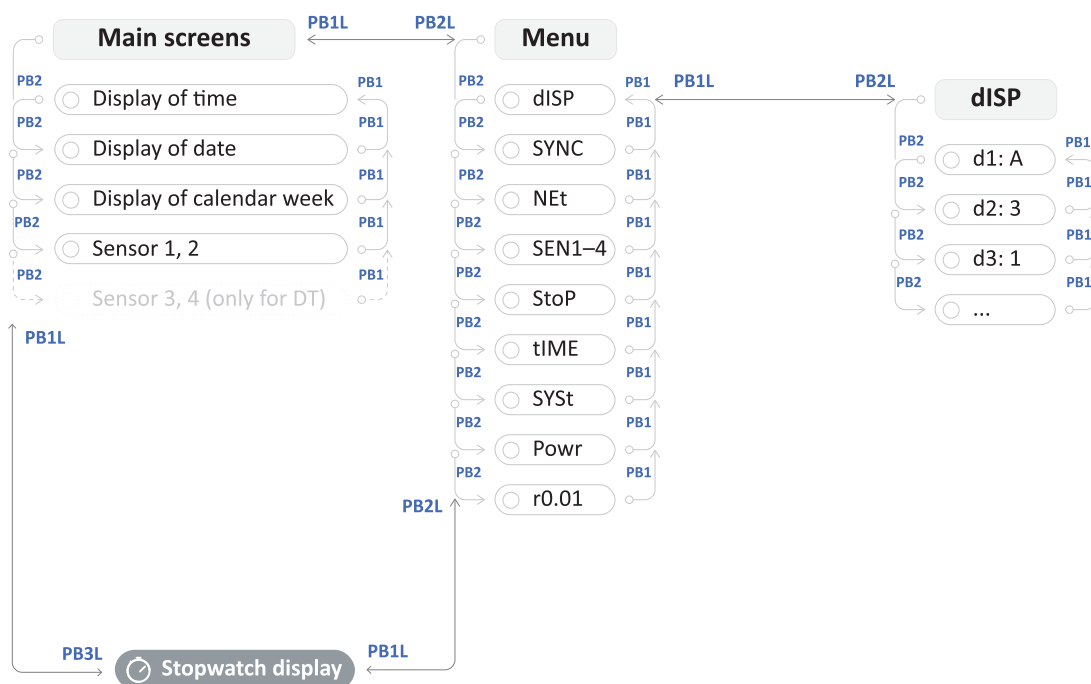 PB1L PB2L
Main screens
Menu
PB2
Display of time
PB1
PB2
Display of date
PB1
PB2
Display of calendar week
PB1
PB2
Sensor 1, 2
PB1
PB2
Sensor 3, 4 (only for DT)
PB1
PB2
dISP
PB1
PB2
SYNC
PB1
PB2
NEt
PB1
PB2
SEN1–4
PB1
PB2
StoP
PB1
PB2
tIME
PB1
PB2
SYSt
PB1
PB2
Powr
PB1
PB2
r0.01
PB1
PB1L PB2L
dISP
PB2
d1: A
PB1
PB2
d2: 3
PB1
PB2
d3: 1
PB1
PB2
...
PB1
PB1L
PB2L
PB3L
Stopwatch display
PB1L